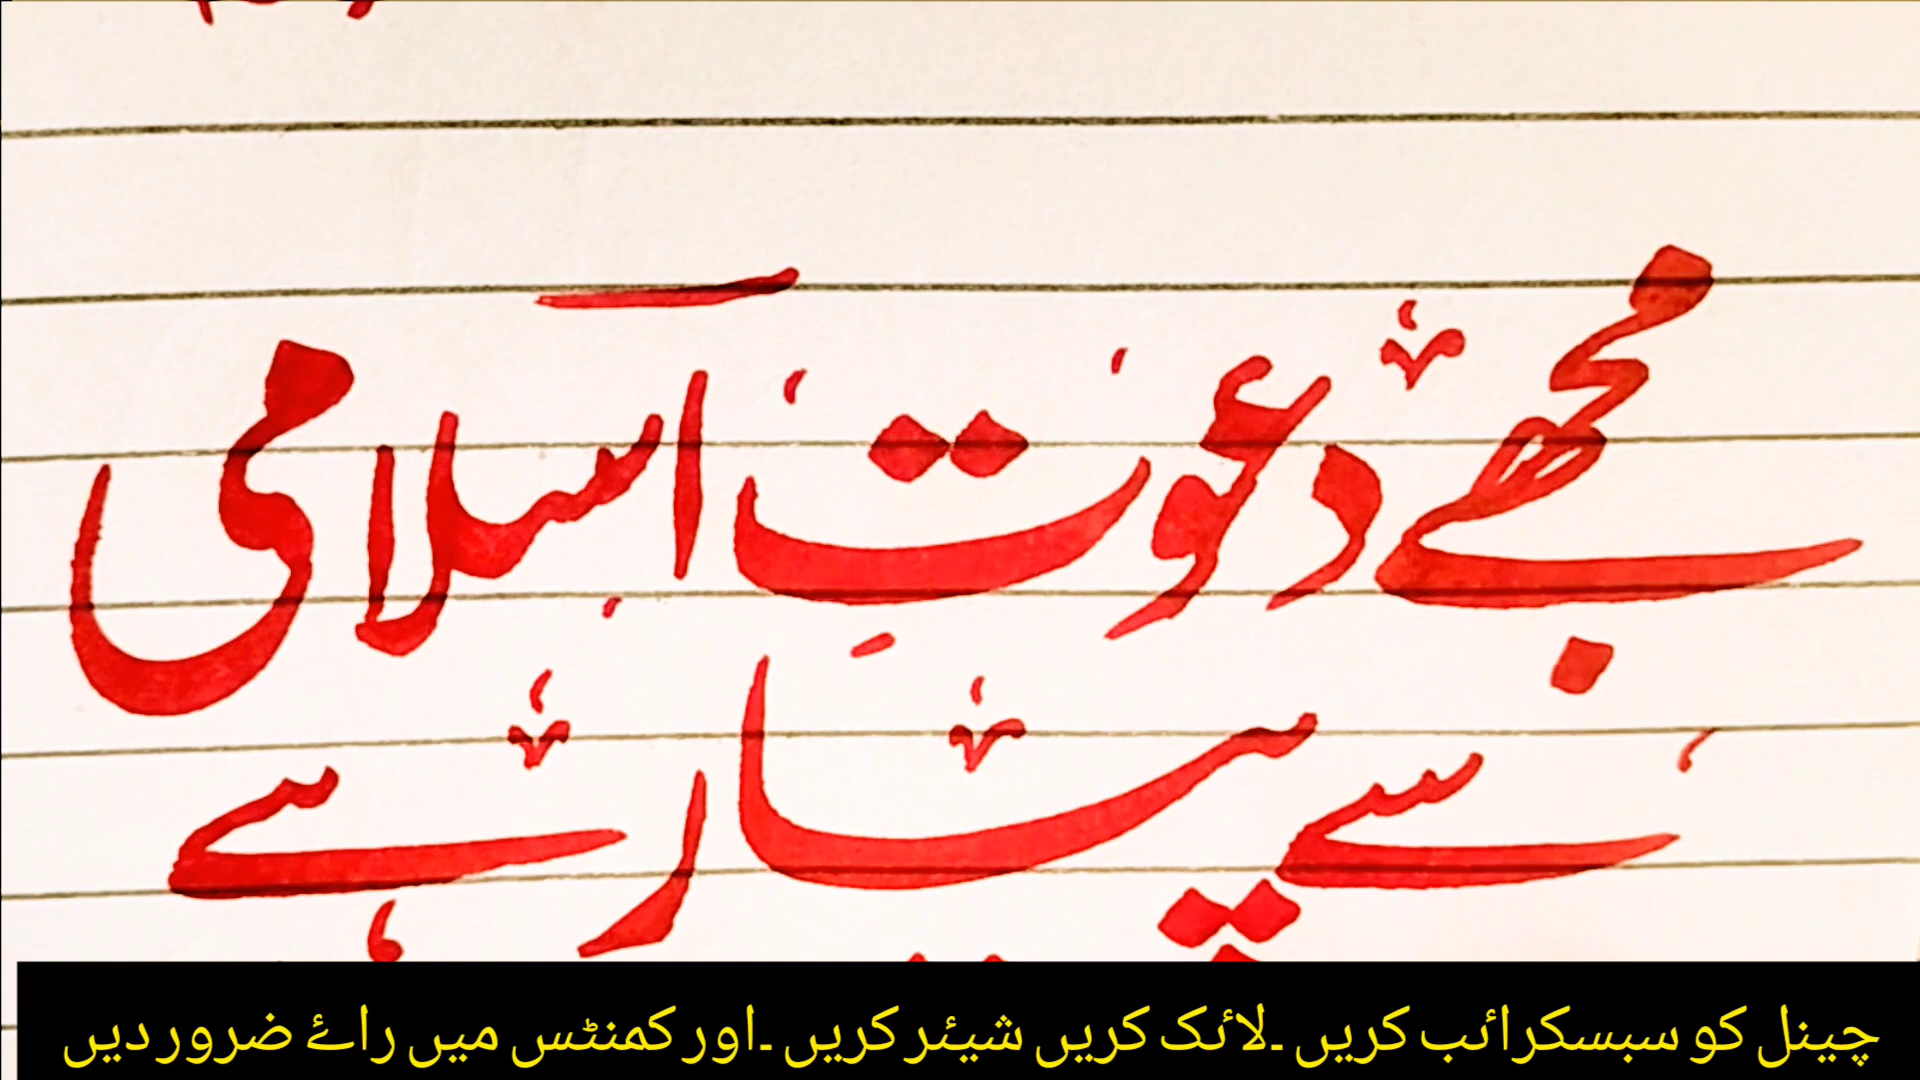 مجھے دعوتِ اسلامی
سے پیار ہے
چینل کو سبسکرائب کریں ۔لائک کریں شیئر کریں ۔اور کمنٹس میں راۓ ضرور دیں